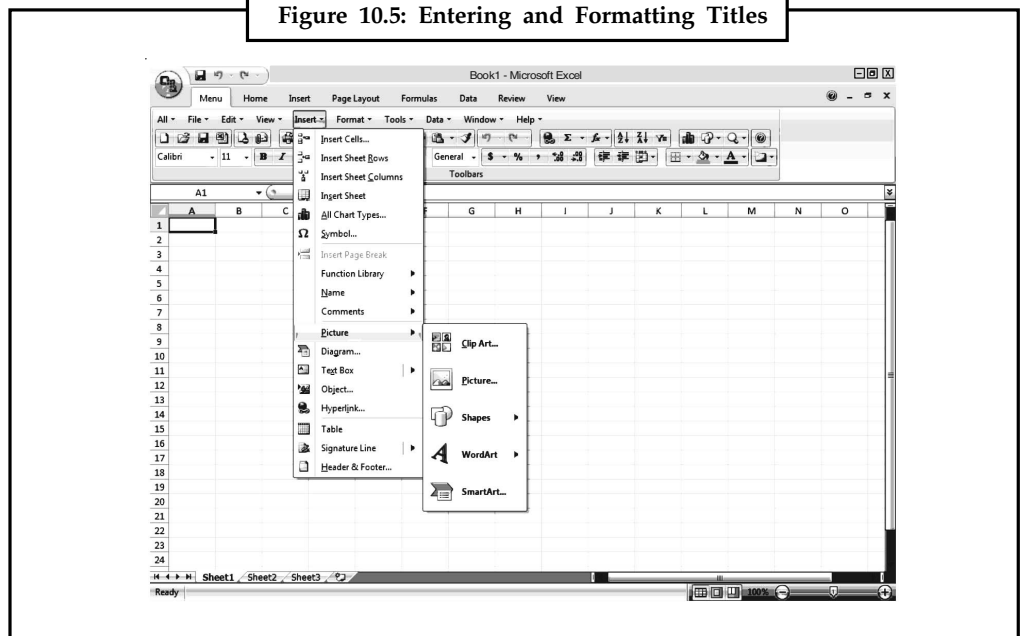 Figure 10.5: Entering and Formatting Titles
Book1 - Microsoft Excel
Menu Home Insert Page Layout Formulas Data Review View
All File Edit View Insert Format Tools Data Window Help
Calibri 11 B I General $ % , .00 .0 A
Toolbars
A1
A B C F G H I J K L M N O
1
2
3
4
5
6
7
8
9
10
11
12
13
14
15
16
17
18
19
20
21
22
23
24
Insert Cells...
Insert Sheet Rows
Insert Sheet Columns
Insert Sheet
All Chart Types...
Symbol...
Insert Page Break
Function Library
Name
Comments
Picture
Diagram...
Text Box
Object...
Hyperlink...
Table
Signature Line
Header & Footer...
Clip Art...
Picture...
Shapes
WordArt
SmartArt...
Sheet1 Sheet2 Sheet3
Ready 100%